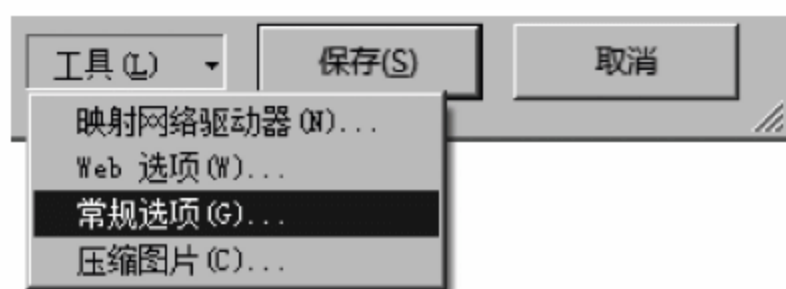 工具(L) 保存(S) 取消
映射网络驱动器(N)...
Web 选项(W)...
常规选项(G)...
压缩图片(C)...